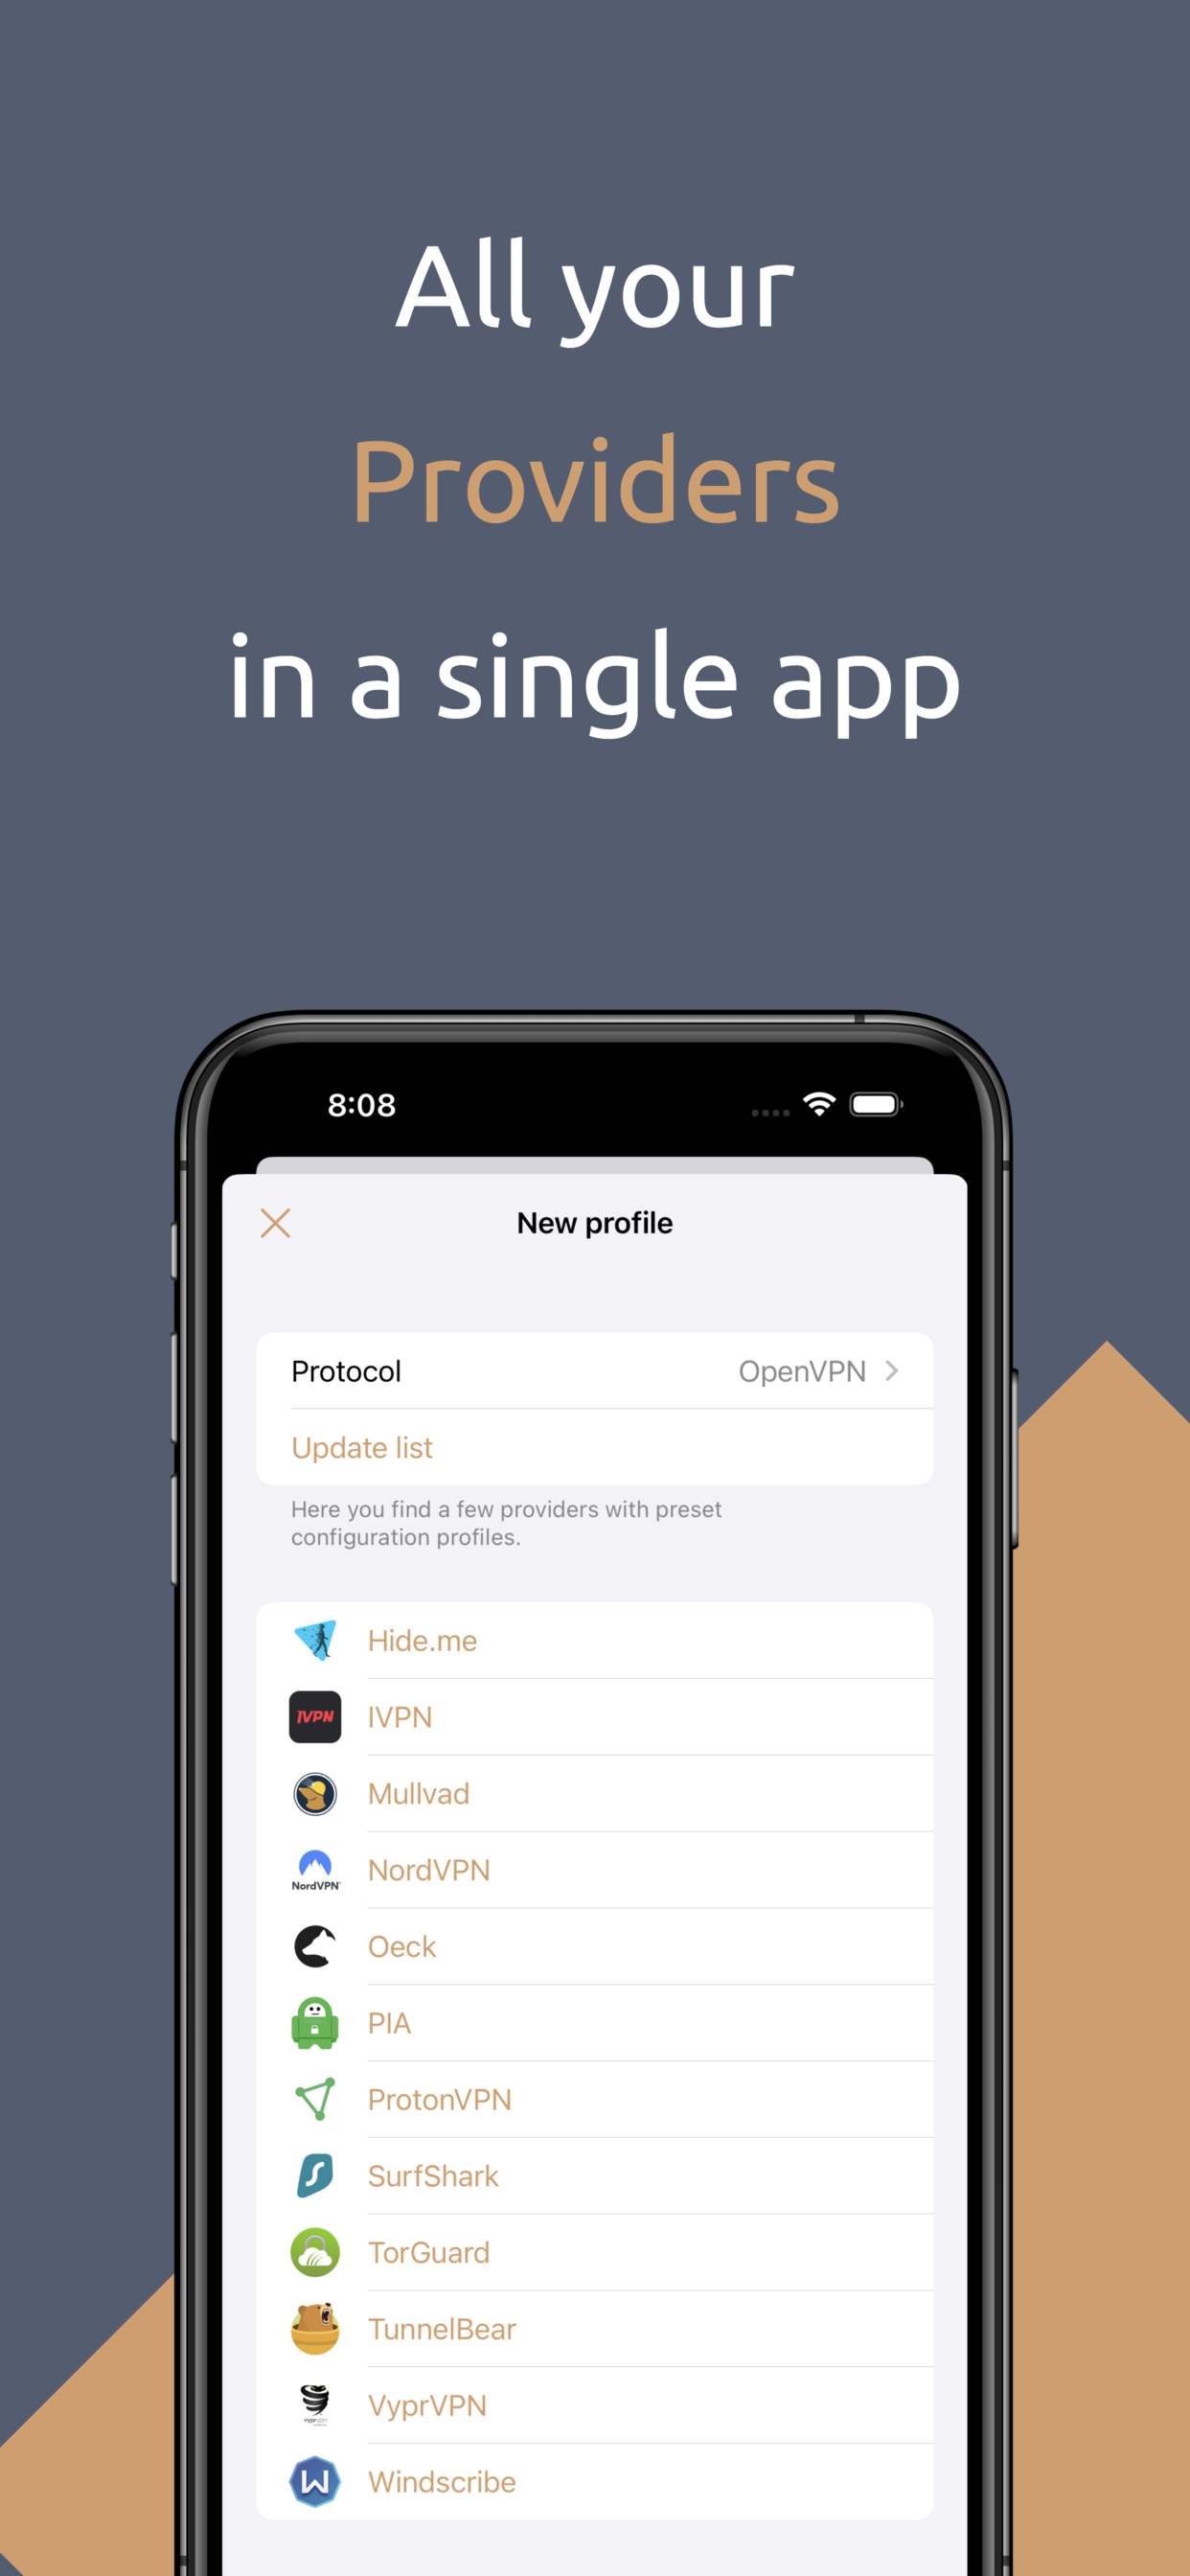 All your
Providers
in a single app
8:08
New profile
Protocol OpenVPN
Update list
Here you find a few providers with preset
configuration profiles.
Hide.me
IVPN IVPN
Mullvad
NordVPN NordVPN
Oeck
PIA
ProtonVPN
SurfShark
TorGuard
TunnelBear
VyprVPN
Windscribe